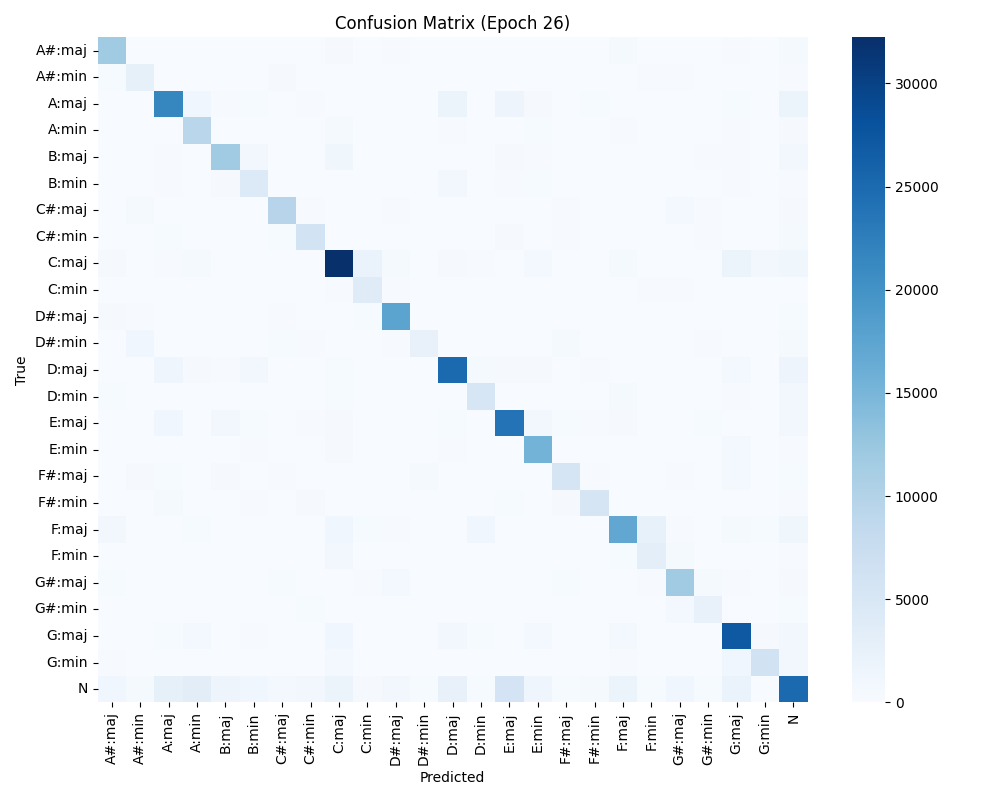 Confusion Matrix (Epoch 26)
A#:maj
A#:min
A:maj
A:min
B:maj
B:min
C#:maj
C#:min
C:maj
C:min
D#:maj
D#:min
D:maj
D:min
E:maj
E:min
F#:maj
F#:min
F:maj
F:min
G#:maj
G#:min
G:maj
G:min
N
True
A#:maj
A#:min
A:maj
A:min
B:maj
B:min
C#:maj
C#:min
C:maj
C:min
D#:maj
D#:min
D:maj
D:min
E:maj
E:min
F#:maj
F#:min
F:maj
F:min
G#:maj
G#:min
G:maj
G:min
N
Predicted
30000
25000
20000
15000
10000
5000
0